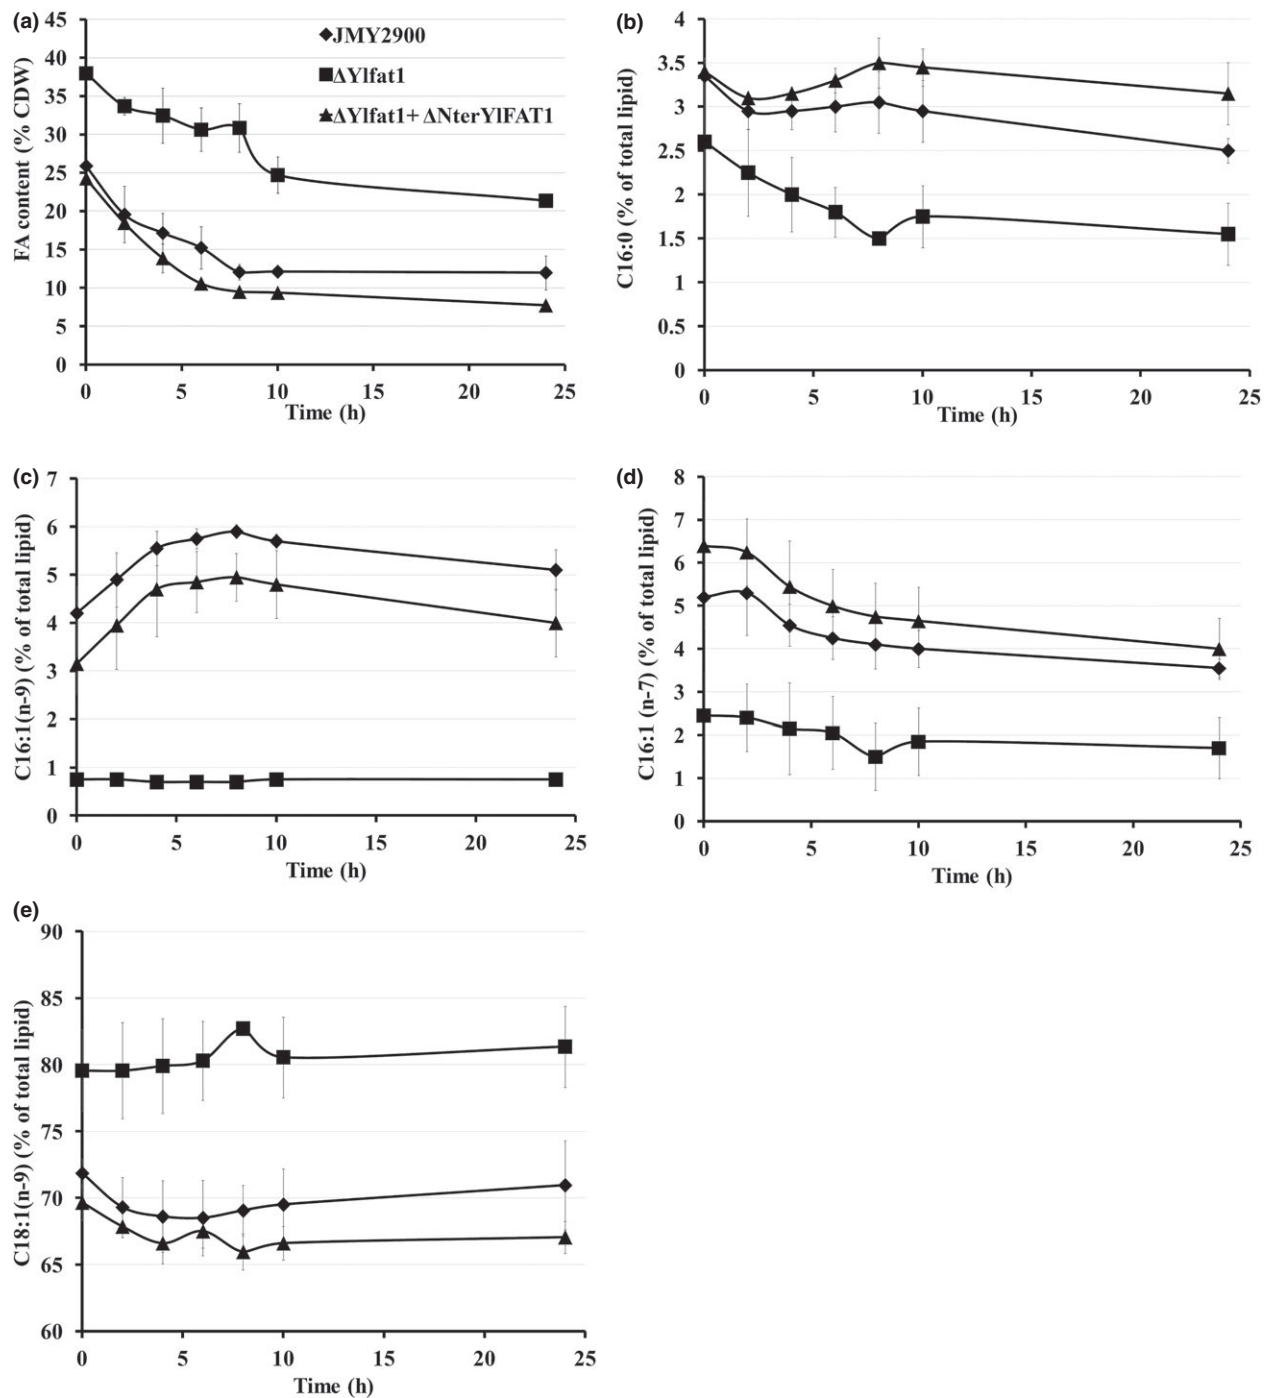 (a)
FA content (% CDW)
45
40
35
30
25
20
15
10
5
0
JMY2900
ΔYlfat1
ΔYlfat1+ ΔNterYlFAT1
0 5 10 15 20 25
Time (h)
(b)
C16:0 (% of total lipid)
4
3.5
3
2.5
2
1.5
1
0.5
0
0 5 10 15 20 25
Time (h)
(c)
C16:1(n-9) (% of total lipid)
7
6
5
4
3
2
1
0
0 5 10 15 20 25
Time (h)
(d)
C16:1 (n-7) (% of total lipid)
8
7
6
5
4
3
2
1
0
0 5 10 15 20 25
Time (h)
(e)
C18:1(n-9) (% of total lipid)
90
85
80
75
70
65
60
0 5 10 15 20 25
Time (h)